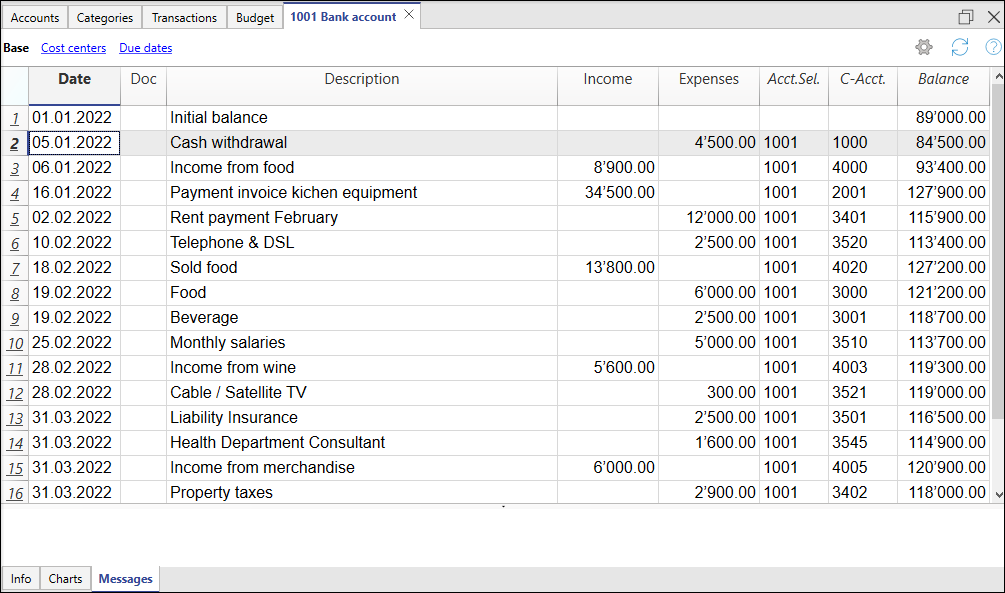 Accounts Categories Transactions Budget 1001 Bank account
Base Cost centers Due dates
Date Doc Description Income Expenses Acct.Sel. C-Acct. Balance
1 01.01.2022 Initial balance 89’000.00
2 05.01.2022 Cash withdrawal 4’500.00 1001 1000 84’500.00
3 06.01.2022 Income from food 8’900.00 1001 4000 93’400.00
4 16.01.2022 Payment invoice kichen equipment 34’500.00 1001 2001 127’900.00
5 02.02.2022 Rent payment February 12’000.00 1001 3401 115’900.00
6 10.02.2022 Telephone & DSL 2’500.00 1001 3520 113’400.00
7 18.02.2022 Sold food 13’800.00 1001 4020 127’200.00
8 19.02.2022 Food 6’000.00 1001 3000 121’200.00
9 19.02.2022 Beverage 2’500.00 1001 3001 118’700.00
10 25.02.2022 Monthly salaries 5’000.00 1001 3510 113’700.00
11 28.02.2022 Income from wine 5’600.00 1001 4003 119’300.00
12 28.02.2022 Cable / Satellite TV 300.00 1001 3521 119’000.00
13 31.03.2022 Liability Insurance 2’500.00 1001 3501 116’500.00
14 31.03.2022 Health Department Consultant 1’600.00 1001 3545 114’900.00
15 31.03.2022 Income from merchandise 6’000.00 1001 4005 120’900.00
16 31.03.2022 Property taxes 2’900.00 1001 3402 118’000.00
Info Charts Messages